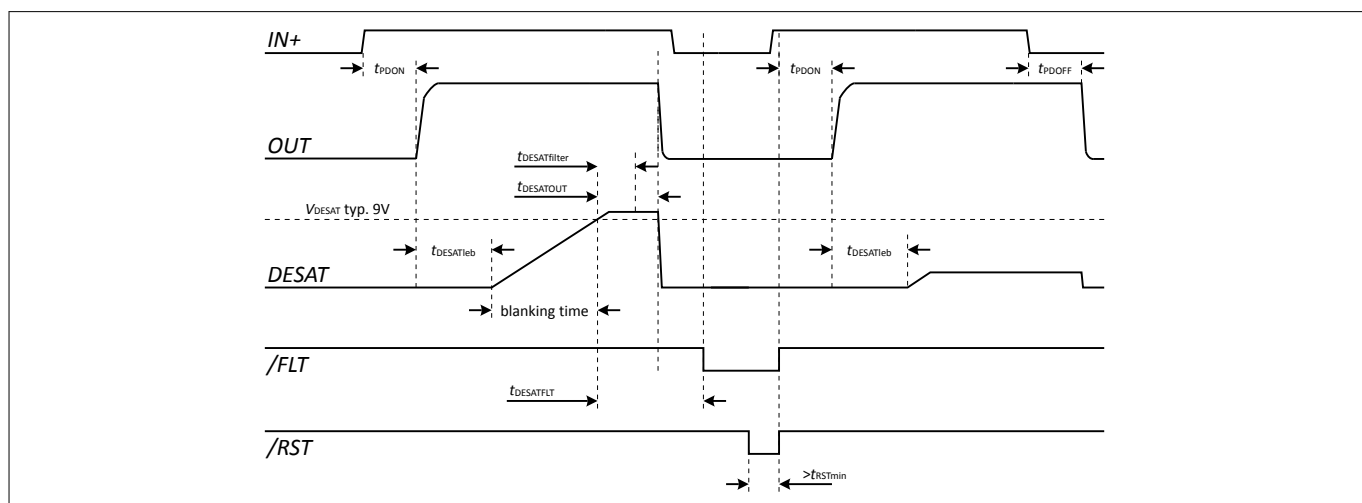 IN+
tPDON
tPDON
tPDOFF
OUT
tDESATfilter
tDESATOUT
VDESAT typ. 9V
tDESATleb
tDESATleb
DESAT
blanking time
/FLT
tDESATFLT
/RST
>tRSTmin